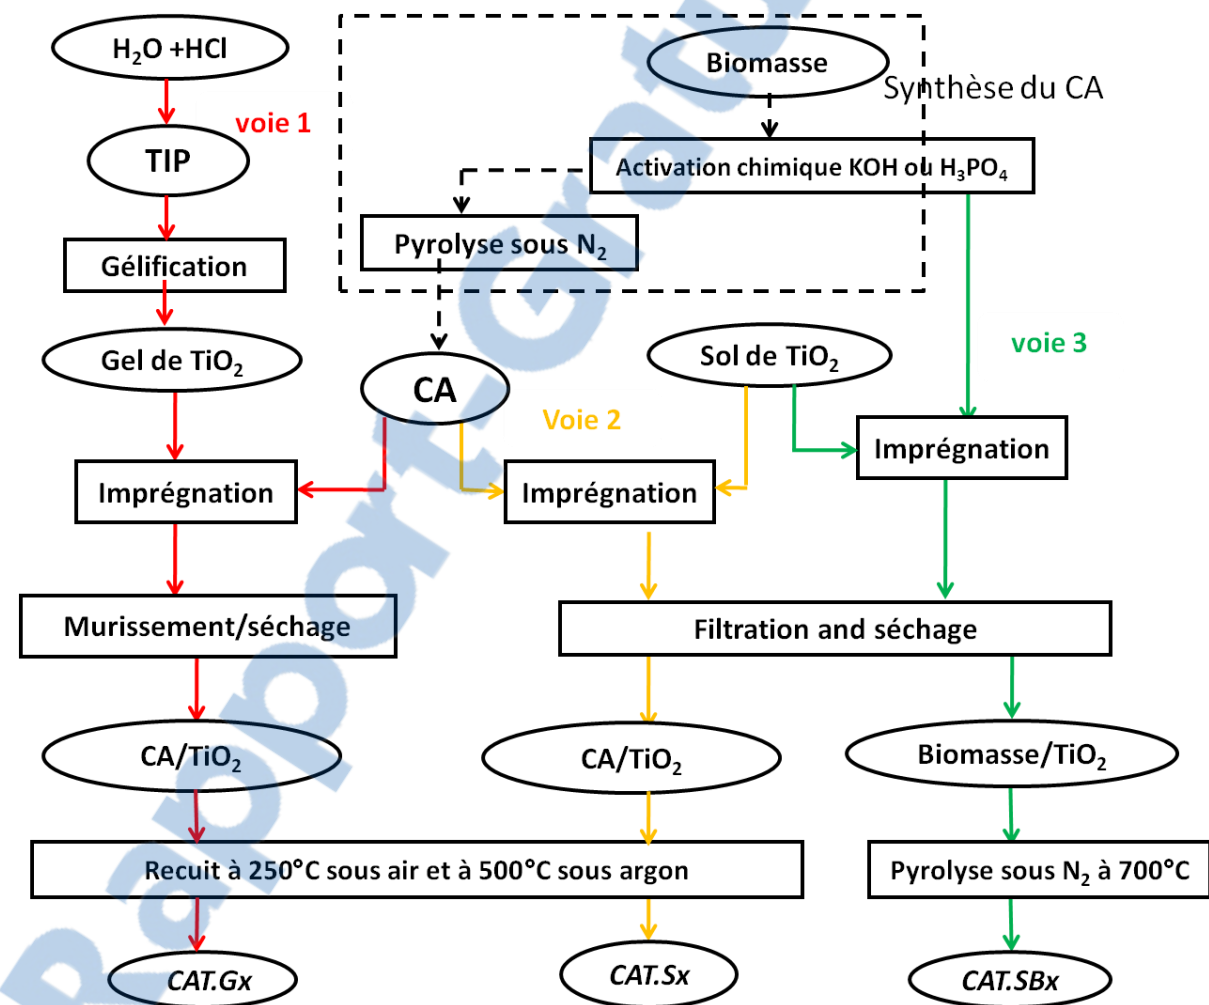 H₂O +HCl
voie 1
TIP
Gélification
Gel de TiO₂
Imprégnation
Murissement/séchage
CA/TiO₂
Biomasse
Synthèse du CA
Activation chimique KOH ou H₃PO₄
Pyrolyse sous N₂
CA
Voie 2
Sol de TiO₂
voie 3
Imprégnation
Imprégnation
Filtration and séchage
CA/TiO₂
Biomasse/TiO₂
Recuit à 250°C sous air et à 500°C sous argon
Pyrolyse sous N₂ à 700°C
CAT.Gx
CAT.Sx
CAT.SBx
Rapport-Gratu